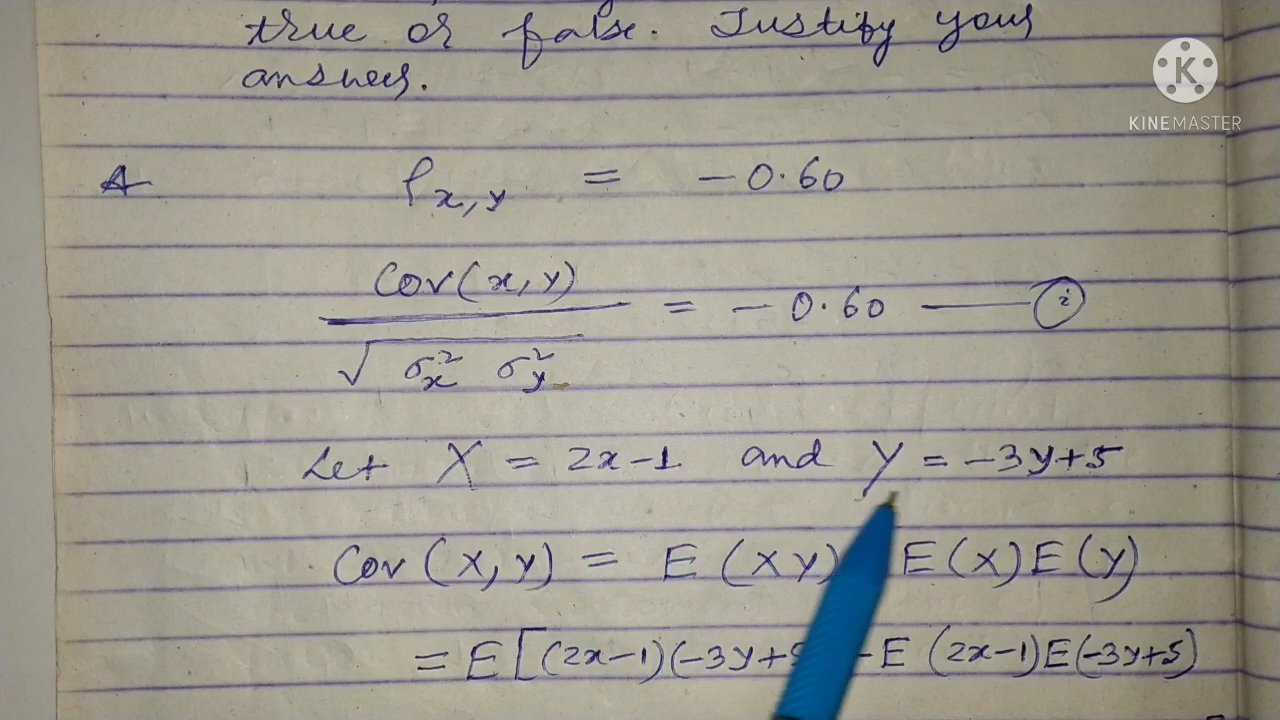 true or false. Justify your
answer.
K
KINEMASTER
A ρx,y = -0.60
Cov(x,y)
/ √σx² σy² = -0.60 —— (i)
Let X = 2x-1 and Y = -3y+5
Cov(X,Y) = E(XY) E(X)E(Y)
= E[(2x-1)(-3y+5 - E(2x-1)E(-3y+5)